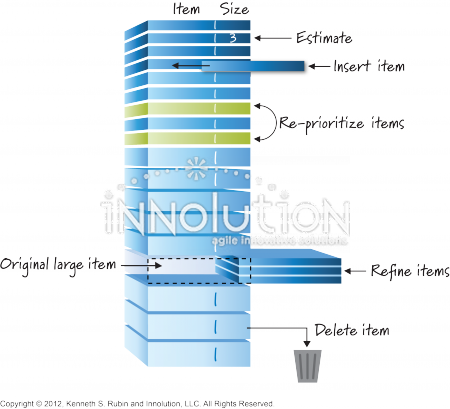 Item Size
3
Estimate
Insert item
Re-prioritize items
INNOLUTION
agile innovative solutions
Original large item
Refine items
Delete item
Copyright © 2012, Kenneth S. Rubin and Innolution, LLC. All Rights Reserved.